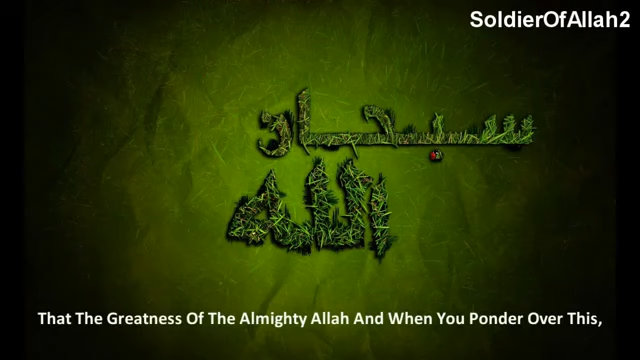 SoldierOfAllah2
سبحان
الله
That The Greatness Of The Almighty Allah And When You Ponder Over This,